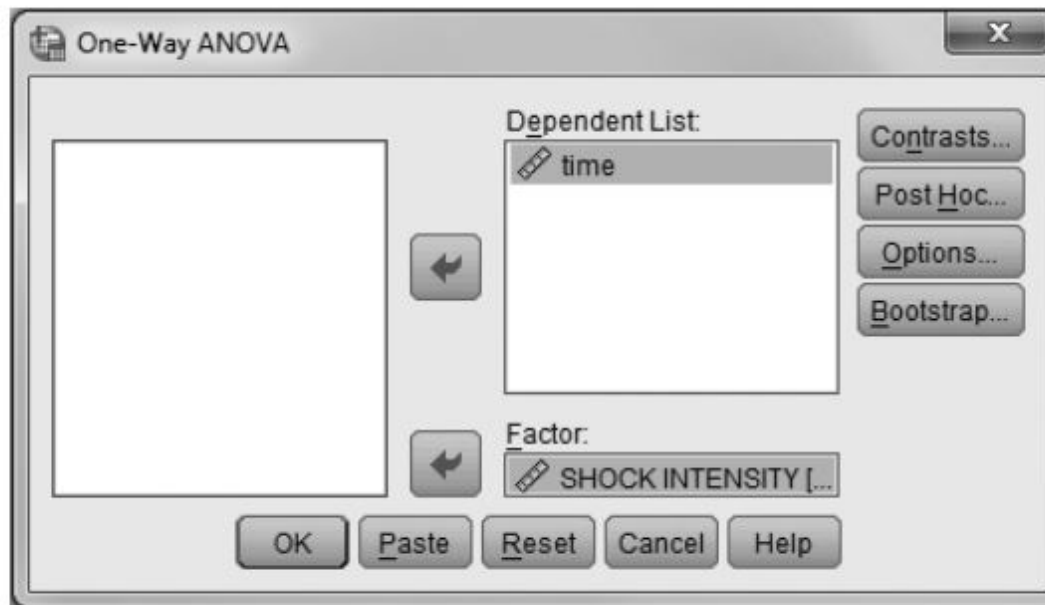 One-Way ANOVA
Dependent List:
time
Factor:
SHOCK INTENSITY [...
Contrasts...
Post Hoc...
Options...
Bootstrap...
OK Paste Reset Cancel Help